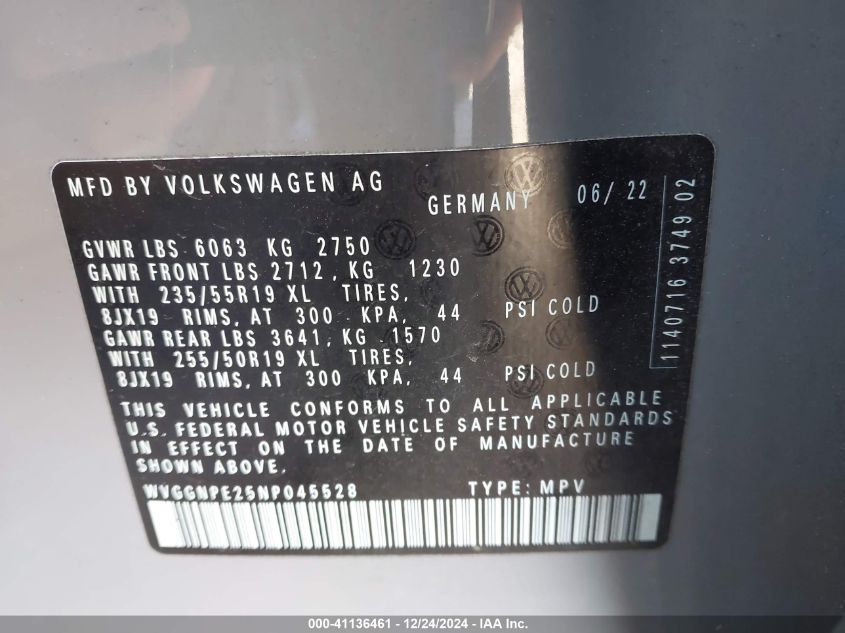 MFD BY VOLKSWAGEN AG
GERMANY 06/ 22
GVWR LBS 6063 KG 2750
GAWR FRONT LBS 2712, KG 1230
WITH 235/55R19 XL TIRES,
8JX19 RIMS, AT 300 KPA, 44 PSI COLD
GAWR REAR LBS 3641, KG 1570
WITH 255/50R19 XL TIRES,
8JX19 RIMS, AT 300 KPA, 44 PSI COLD
THIS VEHICLE CONFORMS TO ALL APPLICABLE
U.S. FEDERAL MOTOR VEHICLE SAFETY STANDARDS
IN EFFECT ON THE DATE OF MANUFACTURE
SHOWN ABOVE.
WVGGNPE25NP045528 TYPE: MPV
1140716 3749 02
000-41136461 - 12/24/2024 - IAA Inc.